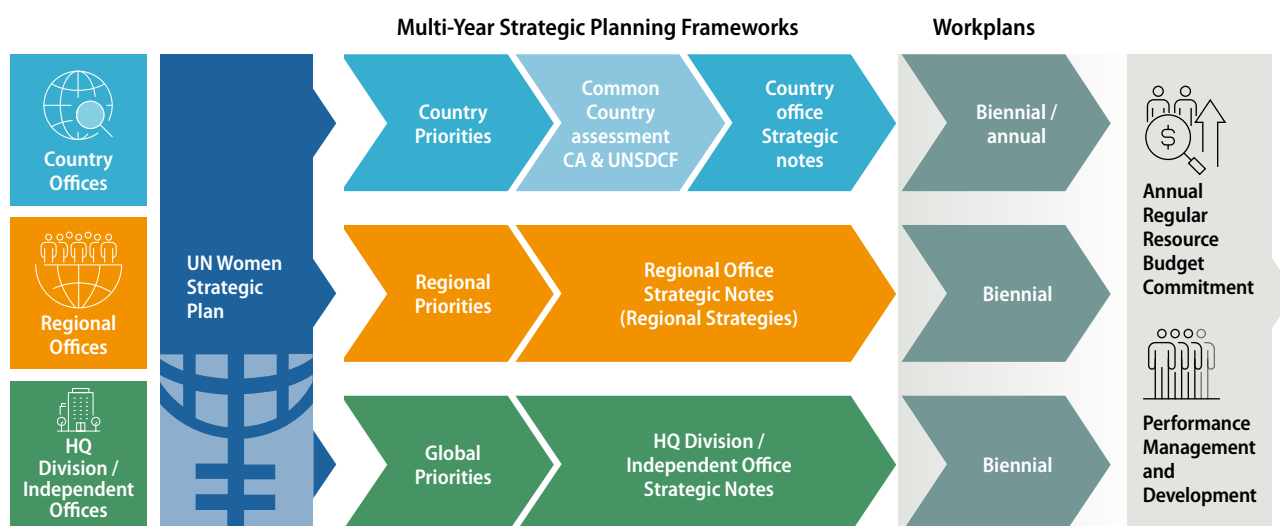 Multi-Year Strategic Planning Frameworks
Workplans
Country
Offices
UN Women
Strategic
Plan
Country
Priorities
Common
Country
assessment
CA & UNSDCF
Country
office
Strategic
notes
Biennial /
annual
Regional
Offices
Regional
Priorities
Regional Office
Strategic Notes
(Regional Strategies)
Biennial
HQ
Division /
Independent
Offices
Global
Priorities
HQ Division /
Independent Office
Strategic Notes
Biennial
$
Annual
Regular
Resource
Budget
Commitment
Performance
Management
and
Development